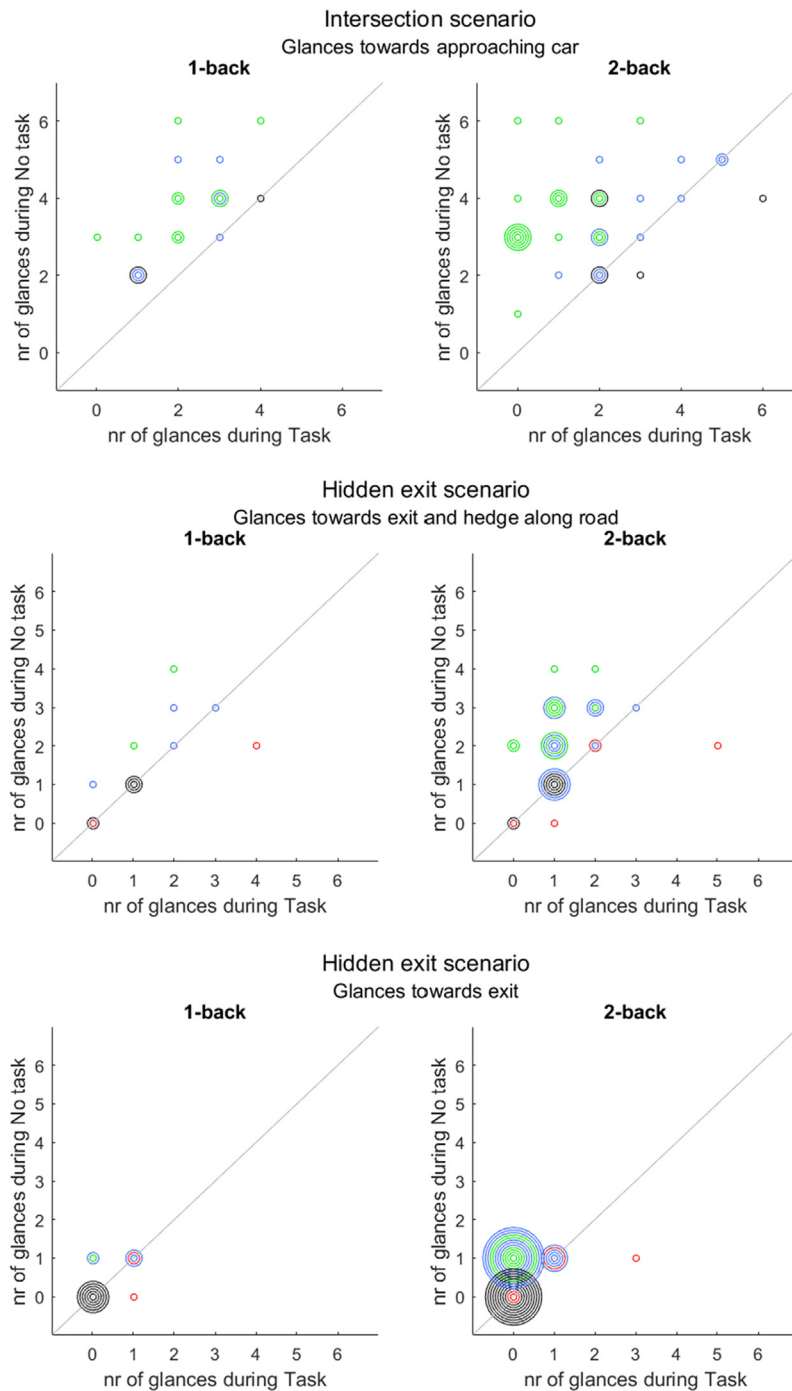 Intersection scenario
Glances towards approaching car
1-back
2-back
nr of glances during No task
6
4
2
0
0 2 4 6
nr of glances during Task
nr of glances during No task
6
4
2
0
0 2 4 6
nr of glances during Task
Hidden exit scenario
Glances towards exit and hedge along road
1-back
2-back
nr of glances during No task
6
5
4
3
2
1
0
0 1 2 3 4 5 6
nr of glances during Task
nr of glances during No task
6
5
4
3
2
1
0
0 1 2 3 4 5 6
nr of glances during Task
Hidden exit scenario
Glances towards exit
1-back
2-back
nr of glances during No task
6
5
4
3
2
1
0
0 1 2 3 4 5 6
nr of glances during Task
nr of glances during No task
6
5
4
3
2
1
0
0 1 2 3 4 5 6
nr of glances during Task